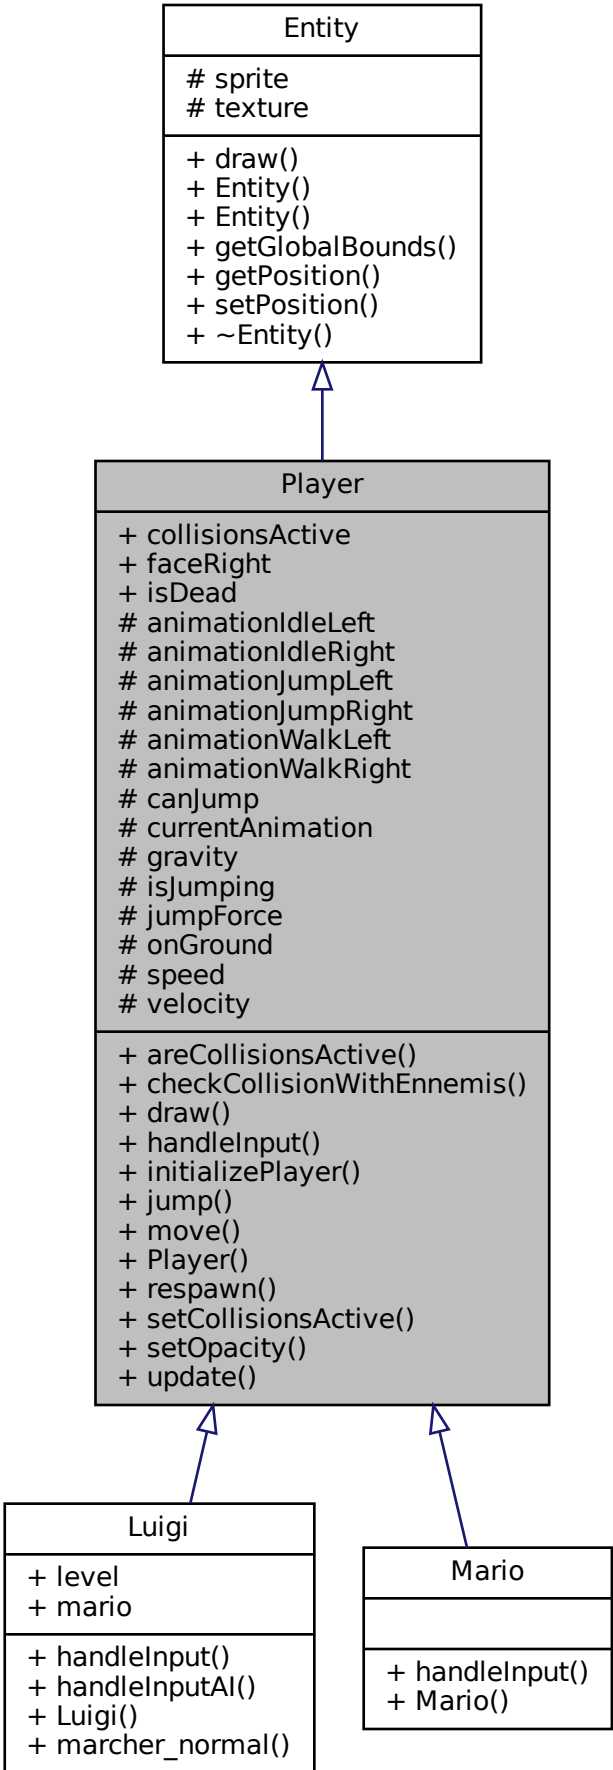 Entity
# sprite
# texture
+ draw()
+ Entity()
+ Entity()
+ getGlobalBounds()
+ getPosition()
+ setPosition()
+ ~Entity()
Player
+ collisionsActive
+ faceRight
+ isDead
# animationIdleLeft
# animationIdleRight
# animationJumpLeft
# animationJumpRight
# animationWalkLeft
# animationWalkRight
# canJump
# currentAnimation
# gravity
# isJumping
# jumpForce
# onGround
# speed
# velocity
+ areCollisionsActive()
+ checkCollisionWithEnnemis()
+ draw()
+ handleInput()
+ initializePlayer()
+ jump()
+ move()
+ Player()
+ respawn()
+ setCollisionsActive()
+ setOpacity()
+ update()
Luigi
+ level
+ mario
+ handleInput()
+ handleInputAI()
+ Luigi()
+ marcher_normal()
Mario
+ handleInput()
+ Mario()